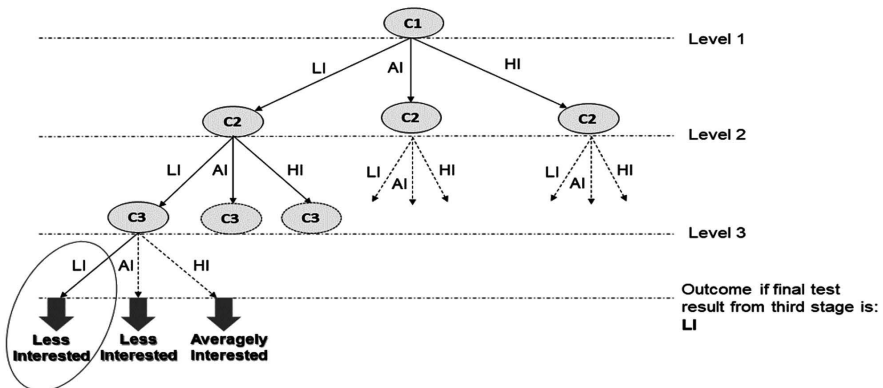 C1
Level 1
LI
AI
HI
C2
C2
C2
Level 2
LI
AI
HI
LI
AI
HI
LI
AI
HI
C3
C3
C3
Level 3
LI
AI
HI
Outcome if final test
result from third stage is:
LI
Less
Interested
Less
Interested
Averagely
Interested